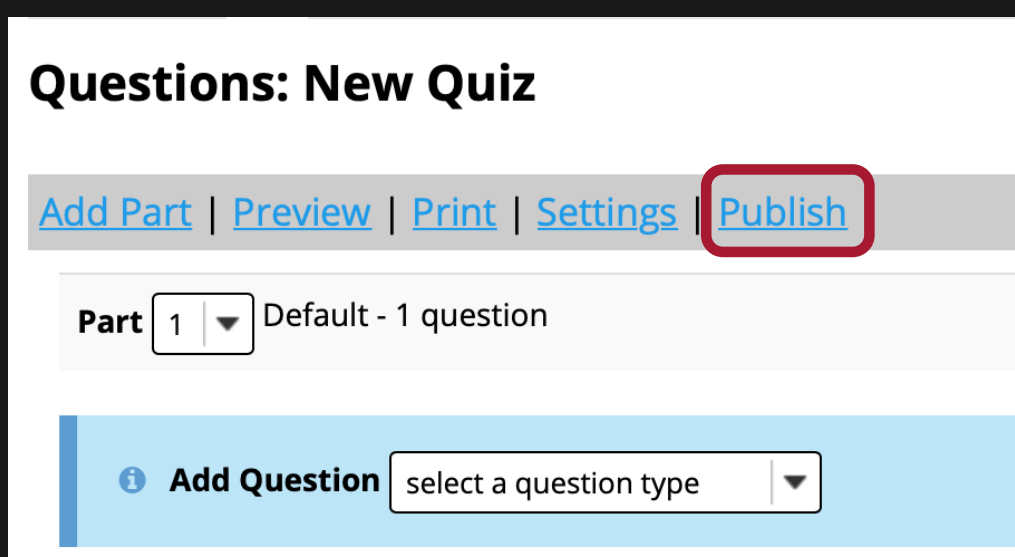 Questions: New Quiz
Add Part | Preview | Print | Settings | Publish
Part 1 Default - 1 question
Add Question select a question type